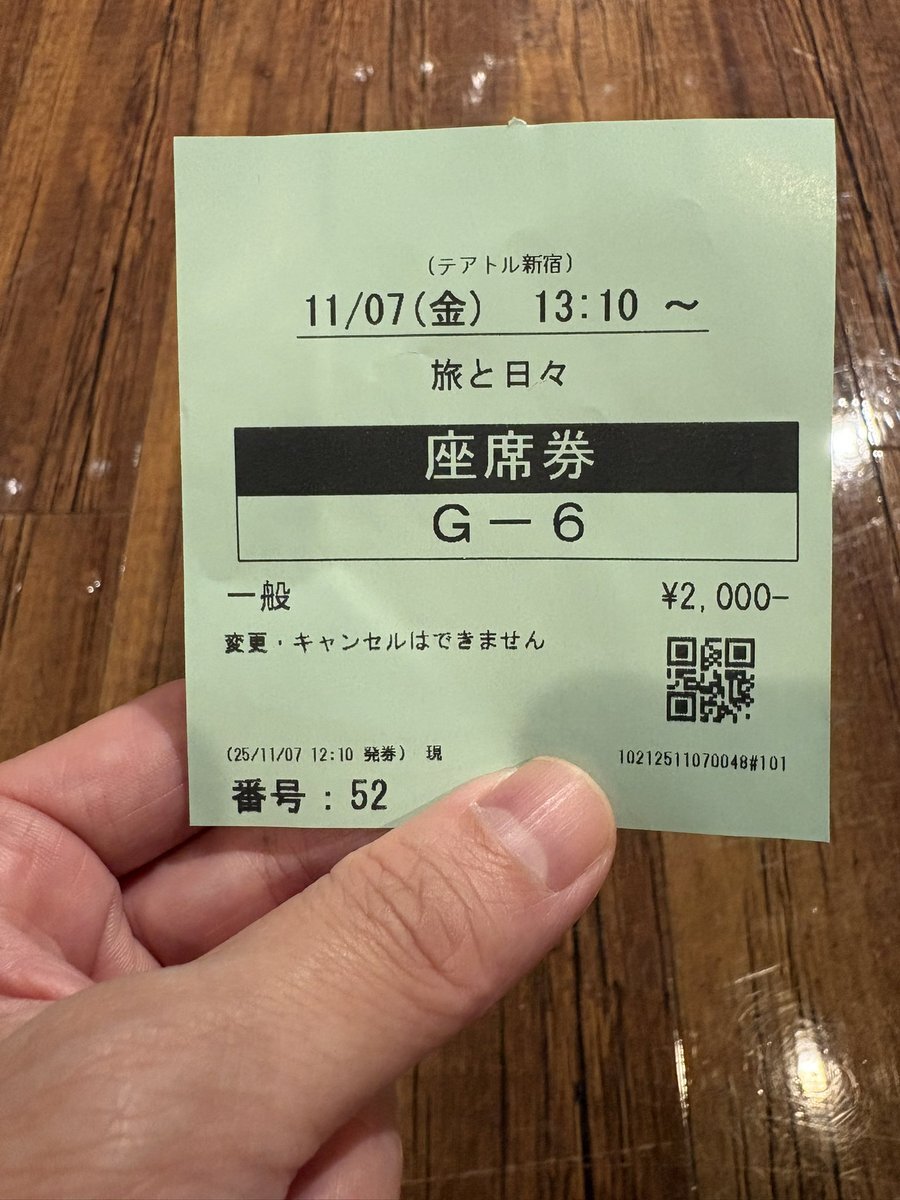 (テアトル新宿)
11/07(金) 13:10 ～
旅と日々
座席券
G－6
一般 ¥2,000-
変更・キャンセルはできません
(25/11/07 12:10 発券) 現 10212511070048#101
番号：52